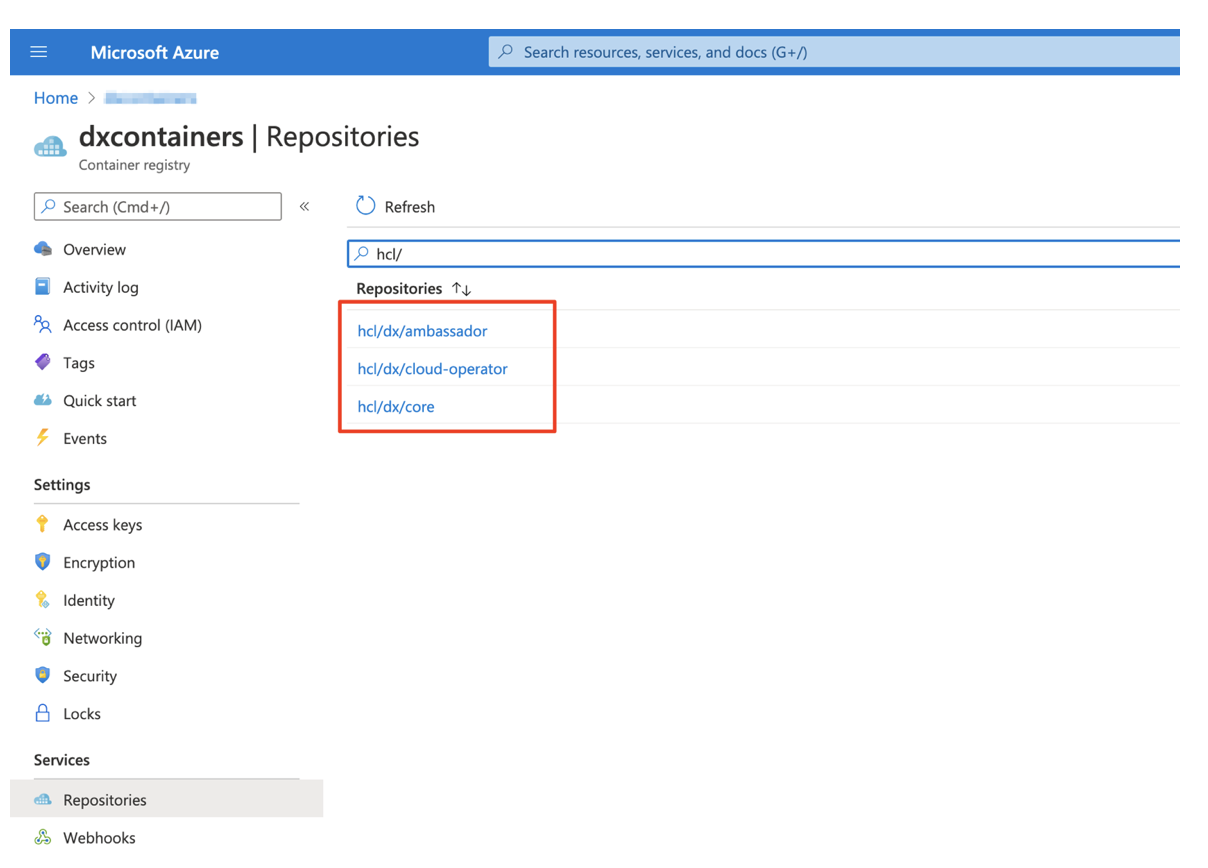 Microsoft Azure
Search resources, services, and docs (G+/)
Home >
dxcontainers | Repositories
Container registry
Search (Cmd+/)
«
Refresh
Overview
hcl/
Activity log
Repositories ↑↓
Access control (IAM)
hcl/dx/ambassador
Tags
hcl/dx/cloud-operator
Quick start
hcl/dx/core
Events
Settings
Access keys
Encryption
Identity
Networking
Security
Locks
Services
Repositories
Webhooks